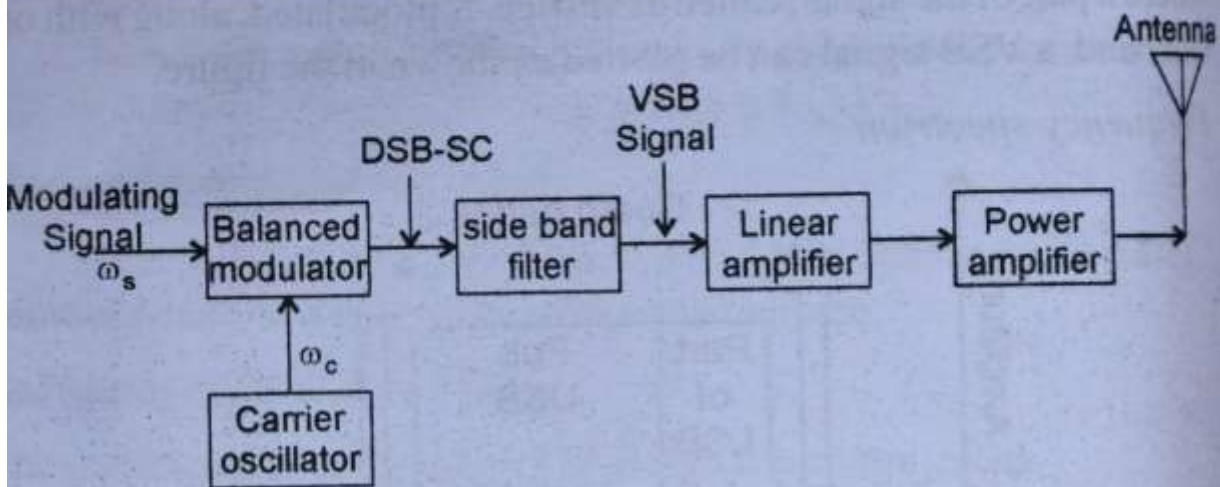 Antenna
VSB
Signal
DSB-SC
Modulating
Signal
ωs
Balanced
modulator
side band
filter
Linear
amplifier
Power
amplifier
ωc
Carrier
oscillator